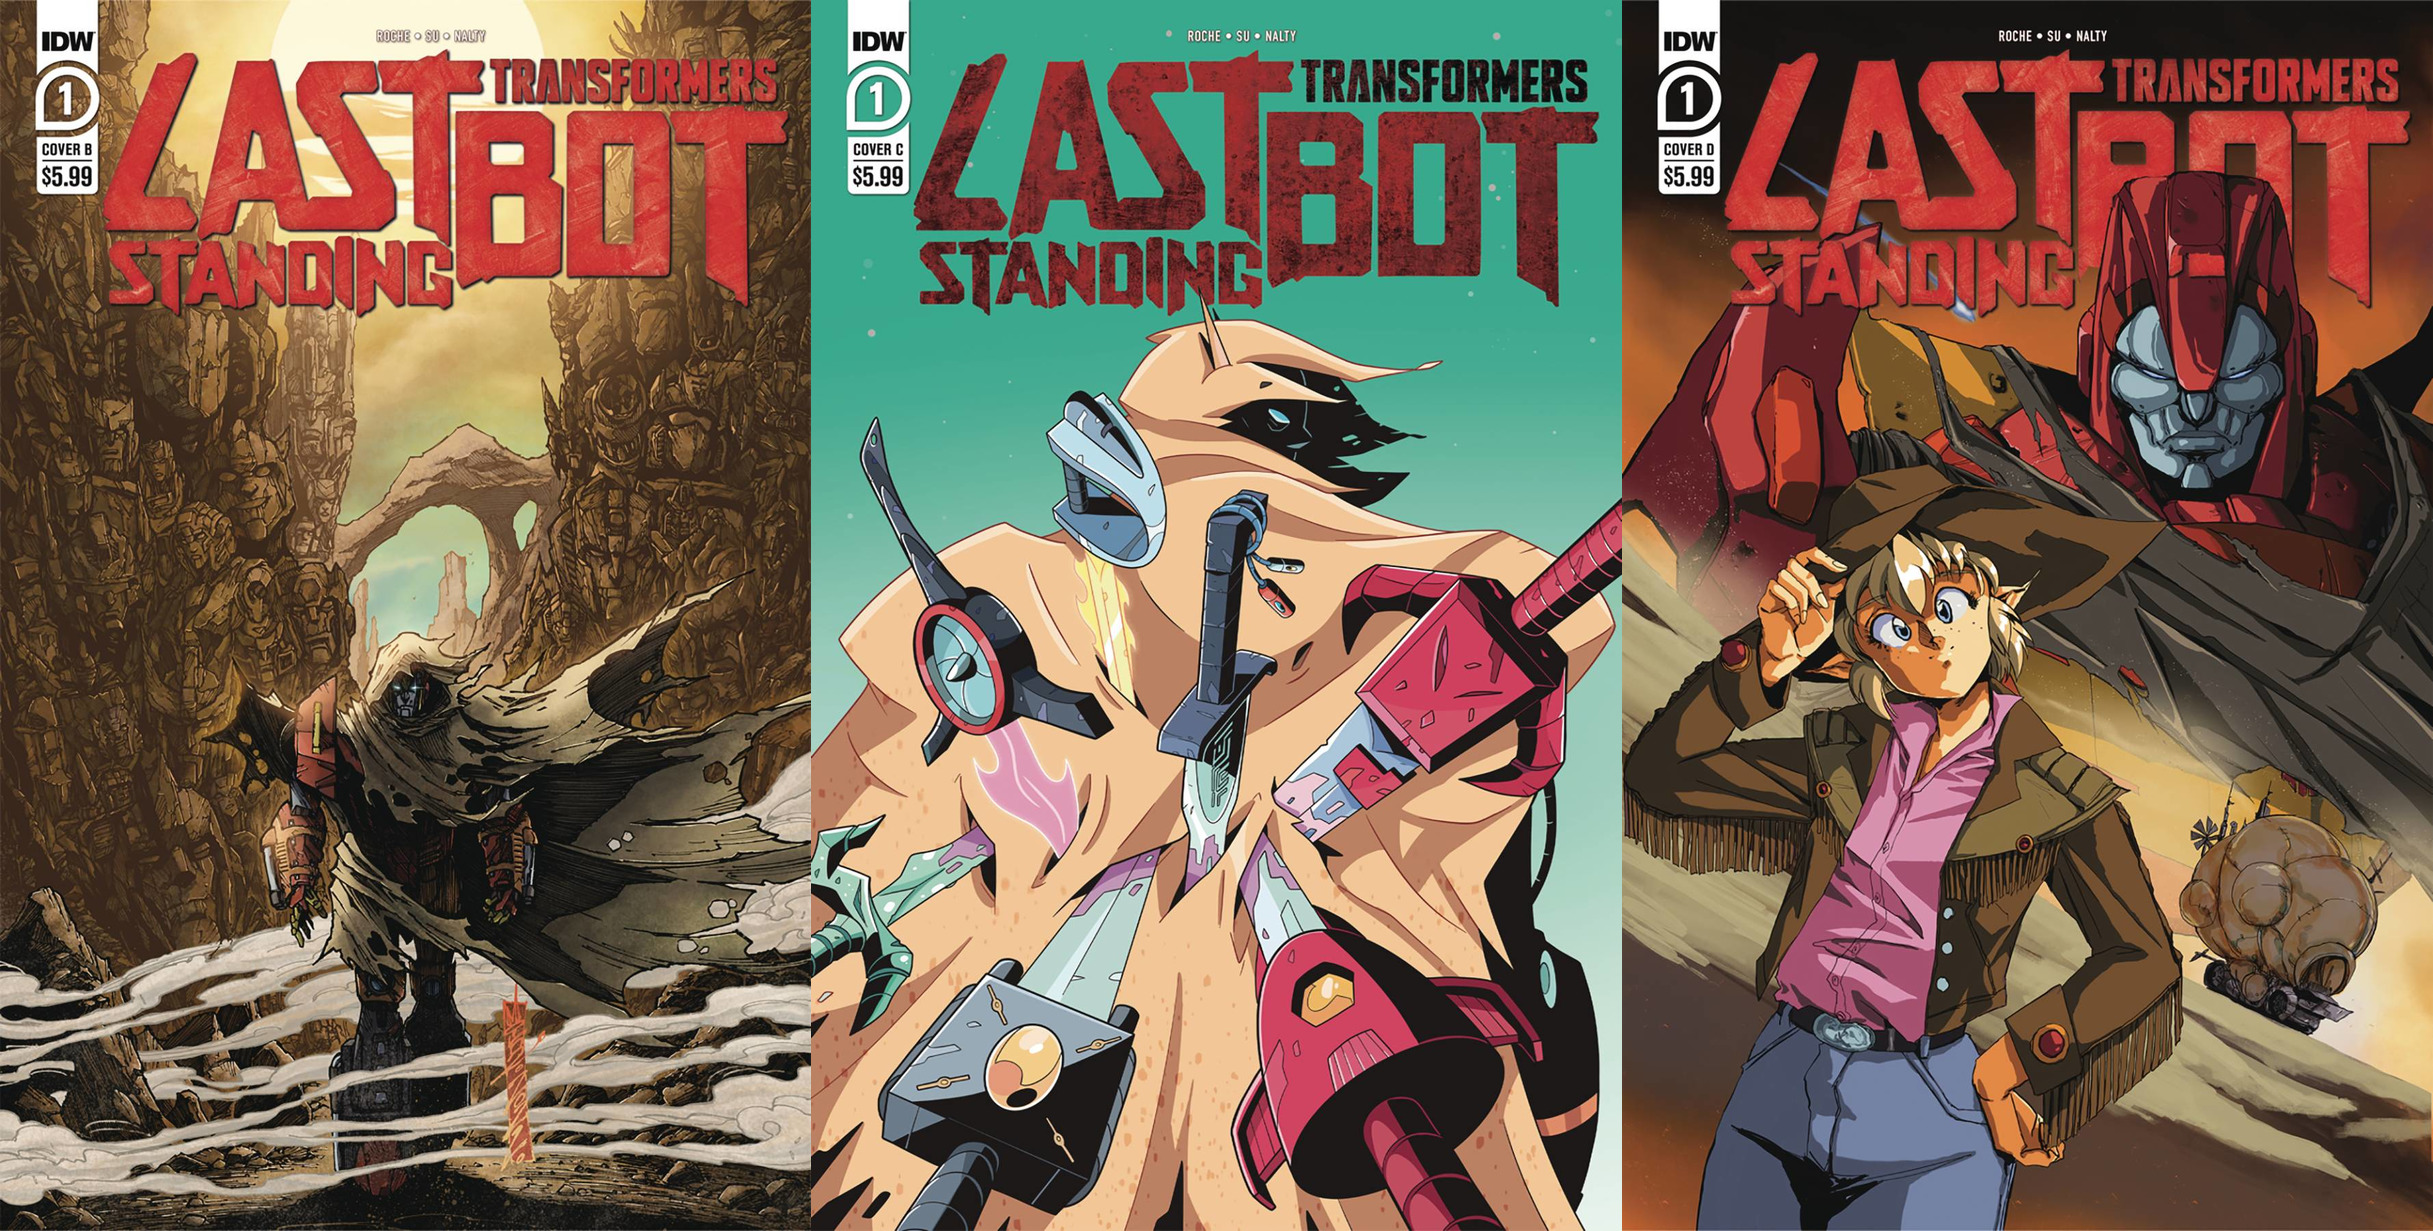 IDW
1
COVER B
$5.99
ROCHE • SU • NALTY
TRANSFORMERS
LAST
BOT
STANDING
IDW
1
COVER C
$5.99
ROCHE • SU • NALTY
TRANSFORMERS
LAST
BOT
STANDING
IDW
1
COVER D
$5.99
ROCHE • SU • NALTY
TRANSFORMERS
LAST
BOT
STANDING